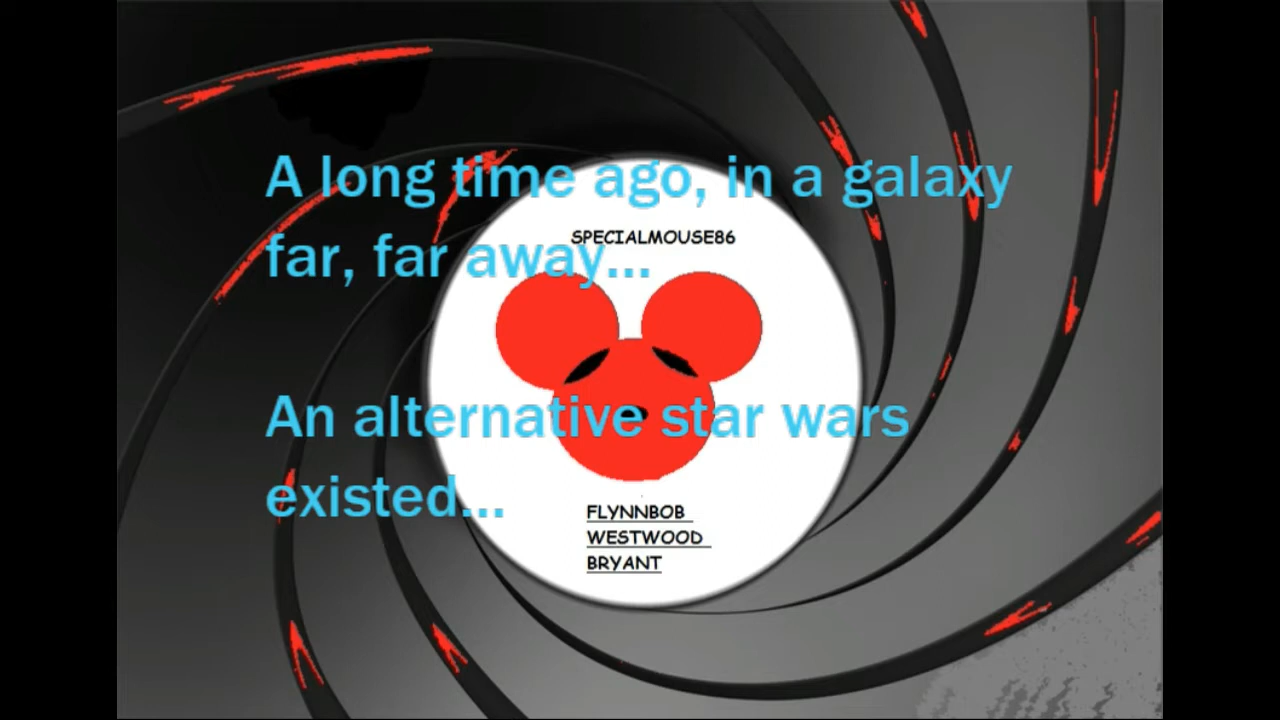 A long time ago, in a galaxy
SPECIALMOUSE86
far, far away...
An alternative star wars
existed...
FLYNNBOB
WESTWOOD
BRYANT